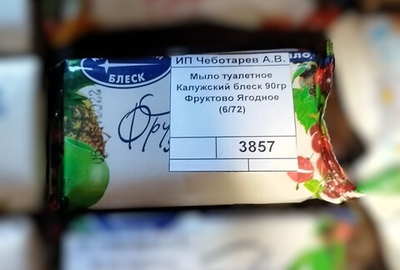 ИП Чеботарев А.В.
БЛЕСК
Мыло туалетное
Калужский блеск 90гр
Фруктово Ягодное
(6/72)
3857